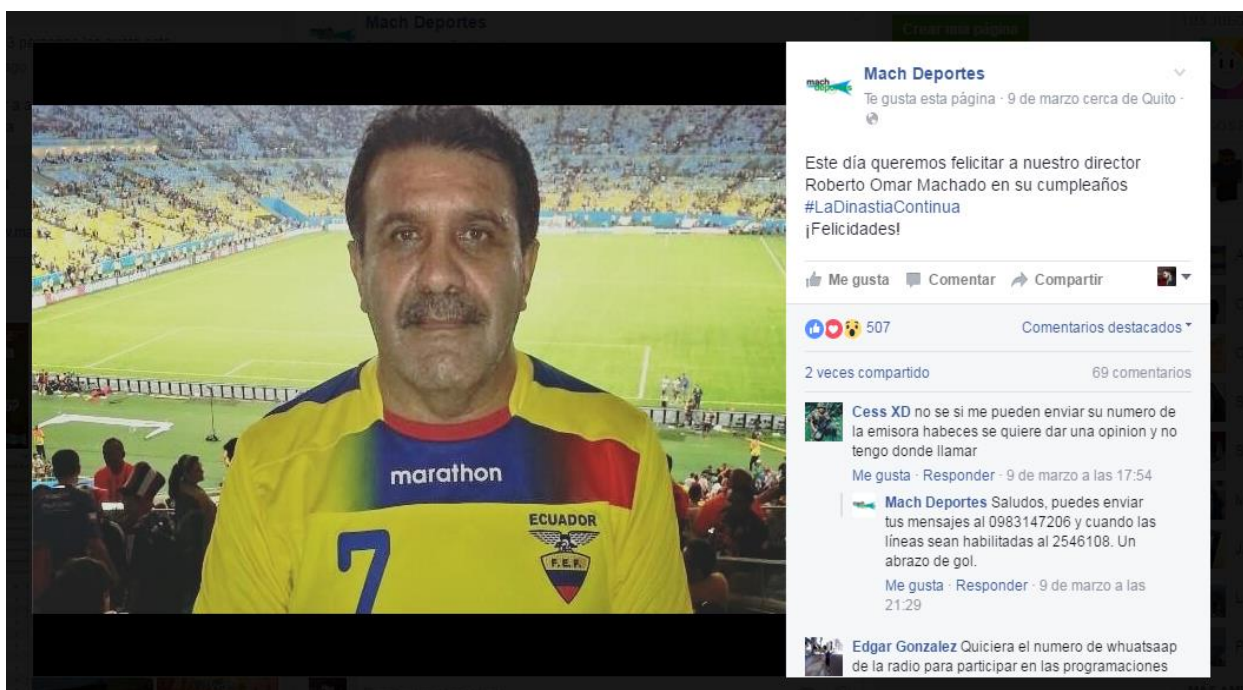 Mach Deportes
Crear una página
marathon
7
ECUADOR
F.E.F.
mach
deportes
Mach Deportes
Te gusta esta página · 9 de marzo cerca de Quito ·
Este día queremos felicitar a nuestro director
Roberto Omar Machado en su cumpleaños
#LaDinastiaContinua
¡Felicidades!
Me gusta Comentar Compartir
507 Comentarios destacados
2 veces compartido 69 comentarios
Cess XD no se si me pueden enviar su numero de
la emisora habeces se quiere dar una opinion y no
tengo donde llamar
Me gusta · Responder · 9 de marzo a las 17:54
Mach Deportes Saludos, puedes enviar
tus mensajes al 0983147206 y cuando las
líneas sean habilitadas al 2546108. Un
abrazo de gol.
Me gusta · Responder · 9 de marzo a las
21:29
Edgar Gonzalez Quiciera el numero de whuatsaap
de la radio para participar en las programaciones